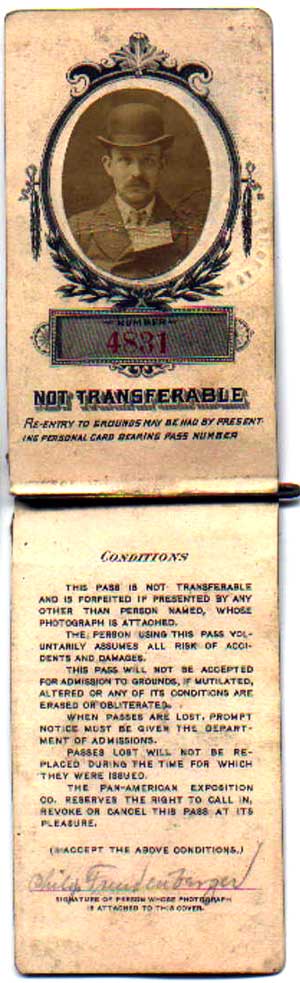 NUMBER
4831
NOT TRANSFERABLE
RE-ENTRY TO GROUNDS MAY BE HAD BY PRESENT-
ING PERSONAL CARD BEARING PASS NUMBER
CONDITIONS
THIS PASS IS NOT TRANSFERABLE
AND IS FORFEITED IF PRESENTED BY ANY
OTHER THAN PERSON NAMED, WHOSE
PHOTOGRAPH IS ATTACHED.
THE PERSON USING THIS PASS VOL-
UNTARILY ASSUMES ALL RISK OF ACCI-
DENTS AND DAMAGES.
THIS PASS WILL NOT BE ACCEPTED
FOR ADMISSION TO GROUNDS, IF MUTILATED,
ALTERED OR ANY OF ITS CONDITIONS ARE
ERASED OR OBLITERATED.
WHEN PASSES ARE LOST, PROMPT
NOTICE MUST BE GIVEN THE DEPART-
MENT OF ADMISSIONS.
PASSES LOST WILL NOT BE RE-
PLACED DURING THE TIME FOR WHICH
THEY WERE ISSUED.
THE PAN-AMERICAN EXPOSITION
CO. RESERVES THE RIGHT TO CALL IN,
REVOKE OR CANCEL THIS PASS AT ITS
PLEASURE.
(I ACCEPT THE ABOVE CONDITIONS.)
Philip Freudenberger
SIGNATURE OF PERSON WHOSE PHOTOGRAPH
IS ATTACHED TO THIS COVER.